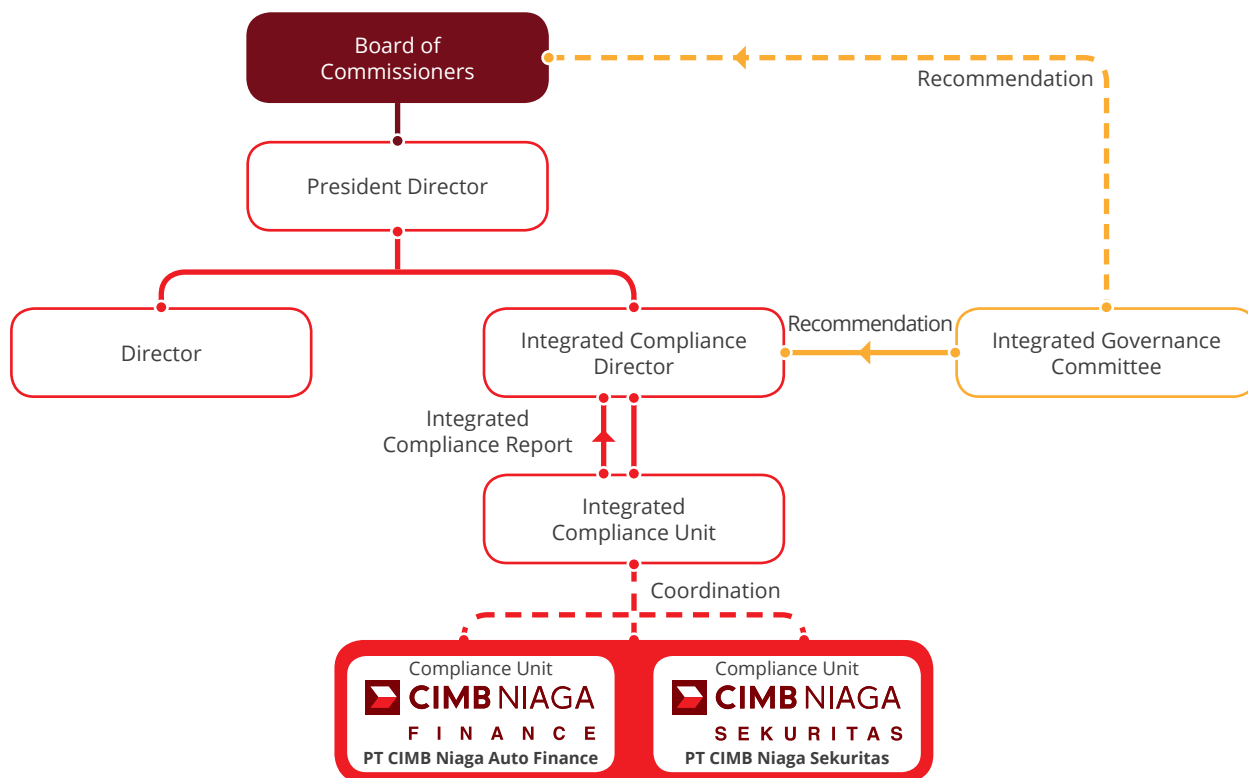 Board of
Commissioners
Recommendation
President Director
Director
Integrated Compliance
Director
Recommendation
Integrated Governance
Committee
Integrated
Compliance Report
Integrated
Compliance Unit
Coordination
Compliance Unit
CIMB NIAGA
FINANCE
PT CIMB Niaga Auto Finance
Compliance Unit
CIMB NIAGA
SEKURITAS
PT CIMB Niaga Sekuritas